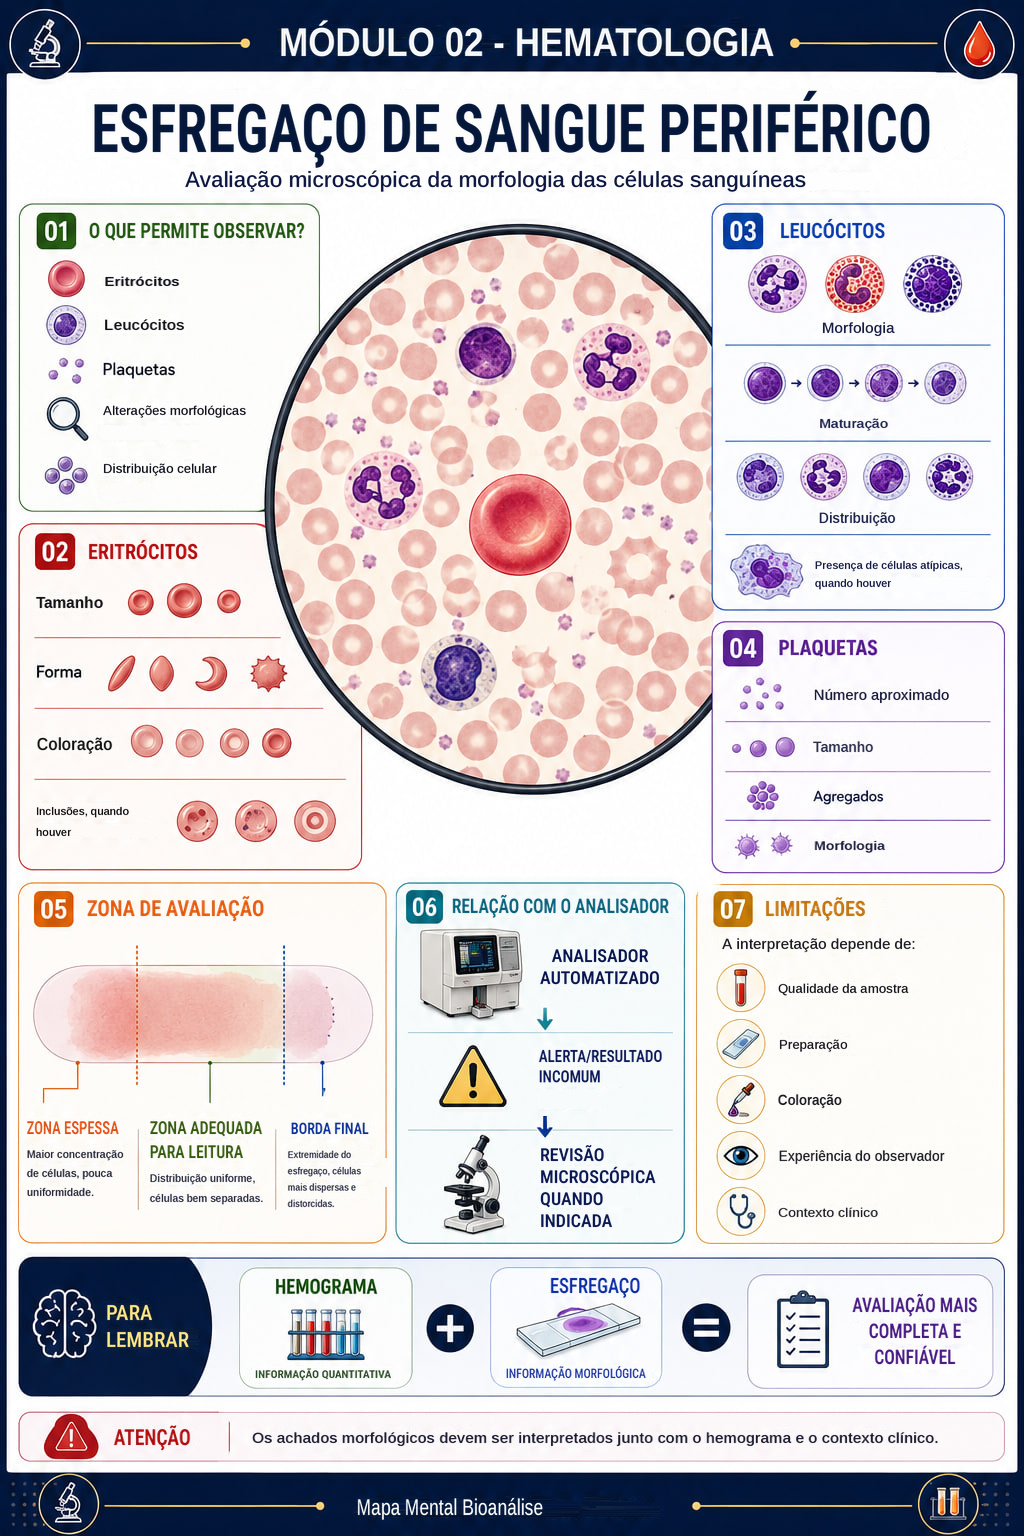 MÓDULO 02 - HEMATOLOGIA
ESFREGAÇO DE SANGUE PERIFÉRICO
Avaliação microscópica da morfologia das células sanguíneas
01 O QUE PERMITE OBSERVAR?
Eritrócitos
Leucócitos
Plaquetas
Alterações morfológicas
Distribuição celular
02 ERITRÓCITOS
Tamanho
Forma
Coloração
Inclusões, quando
houver
03 LEUCÓCITOS
Morfologia
Maturação
Distribuição
Presença de células atípicas,
quando houver
04 PLAQUETAS
Número aproximado
Tamanho
Agregados
Morfologia
05 ZONA DE AVALIAÇÃO
ZONA ESPESSA
Maior concentração
de células, pouca
uniformidade.
ZONA ADEQUADA
PARA LEITURA
Distribuição uniforme,
células bem separadas.
BORDA FINAL
Extremidade do
esfregaço, células
mais dispersas e
distorcidas.
06 RELAÇÃO COM O ANALISADOR
ANALISADOR
AUTOMATIZADO
ALERTA/RESULTADO
INCOMUM
REVISÃO
MICROSCÓPICA
QUANDO
INDICADA
07 LIMITAÇÕES
A interpretação depende de:
Qualidade da amostra
Preparação
Coloração
Experiência do observador
Contexto clínico
PARA
LEMBRAR
HEMOGRAMA
INFORMAÇÃO QUANTITATIVA
+
ESFREGAÇO
INFORMAÇÃO MORFOLÓGICA
=
AVALIAÇÃO MAIS
COMPLETA E
CONFIÁVEL
ATENÇÃO
Os achados morfológicos devem ser interpretados junto com o hemograma e o contexto clínico.
Mapa Mental Bioanálise